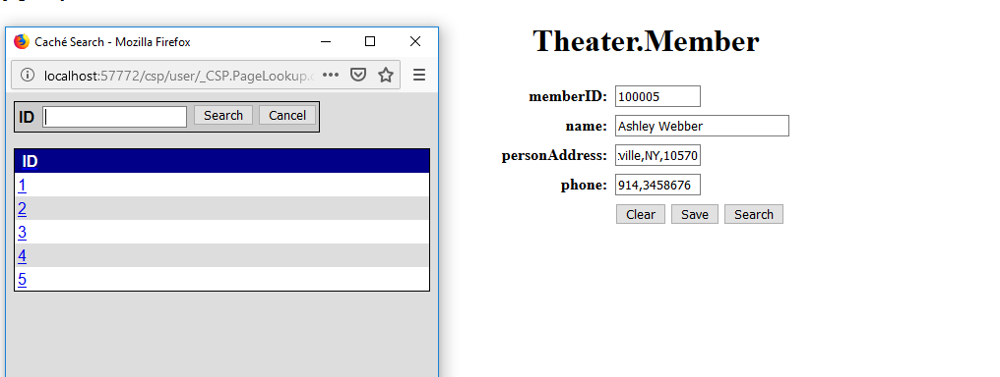 Caché Search - Mozilla Firefox
localhost:57772/csp/user/_CSP.PageLookup.
ID Search Cancel
ID
1
2
3
4
5
Theater.Member
memberID: 100005
name: Ashley Webber
personAddress: ville,NY,10570
phone: 914,3458676
Clear Save Search